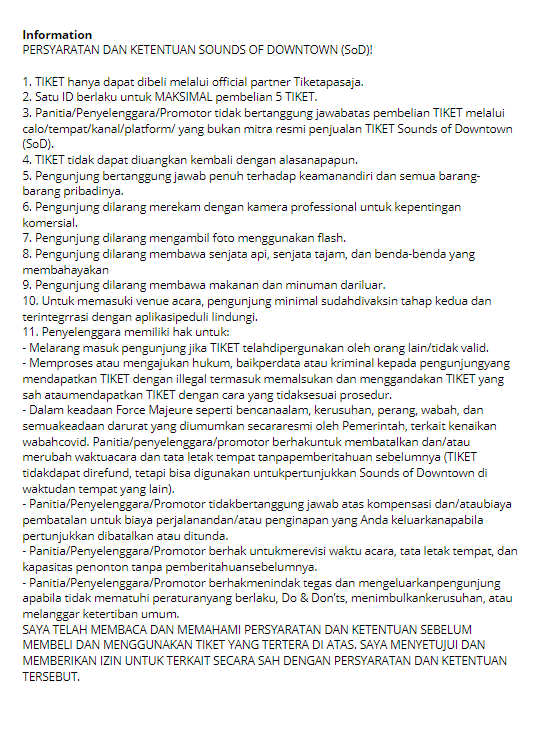 Information
PERSYARATAN DAN KETENTUAN SOUNDS OF DOWNTOWN (SoD)!
1. TIKET hanya dapat dibeli melalui official partner Tiketapasaja.
2. Satu ID berlaku untuk MAKSIMAL pembelian 5 TIKET.
3. Panitia/Penyelenggara/Promotor tidak bertanggung jawabatas pembelian TIKET melalui
calo/tempat/kanal/platform/ yang bukan mitra resmi penjualan TIKET Sounds of Downtown
(SoD).
4. TIKET tidak dapat diuangkan kembali dengan alasanapapun.
5. Pengunjung bertanggung jawab penuh terhadap keamanandiri dan semua barang-
barang pribadinya.
6. Pengunjung dilarang merekam dengan kamera professional untuk kepentingan
komersial.
7. Pengunjung dilarang mengambil foto menggunakan flash.
8. Pengunjung dilarang membawa senjata api, senjata tajam, dan benda-benda yang
membahayakan
9. Pengunjung dilarang membawa makanan dan minuman dariluar.
10. Untuk memasuki venue acara, pengunjung minimal sudahdivaksin tahap kedua dan
terintegrrasi dengan aplikasipeduli lindungi.
11. Penyelenggara memiliki hak untuk:
- Melarang masuk pengunjung jika TIKET telahdipergunakan oleh orang lain/tidak valid.
- Memproses atau mengajukan hukum, baikperdata atau kriminal kepada pengunjungyang
mendapatkan TIKET dengan illegal termasuk memalsukan dan menggandakan TIKET yang
sah ataumendapatkan TIKET dengan cara yang tidaksesuai prosedur.
- Dalam keadaan Force Majeure seperti bencanaalam, kerusuhan, perang, wabah, dan
semuakeadaan darurat yang diumumkan secararesmi oleh Pemerintah, terkait kenaikan
wabahcovid. Panitia/penyelenggara/promotor berhakuntuk membatalkan dan/atau
merubah waktuacara dan tata letak tempat tanpapemberitahuan sebelumnya (TIKET
tidakdapat direfund, tetapi bisa digunakan untukpertunjukkan Sounds of Downtown di
waktudan tempat yang lain).
- Panitia/Penyelenggara/Promotor tidakbertanggung jawab atas kompensasi dan/ataubiaya
pembatalan untuk biaya perjalanandan/atau penginapan yang Anda keluarkanapabila
pertunjukkan dibatalkan atau ditunda.
- Panitia/Penyelenggara/Promotor berhak untukmerevisi waktu acara, tata letak tempat, dan
kapasitas penonton tanpa pemberitahuansebelumnya.
- Panitia/Penyelenggara/Promotor berhakmenindak tegas dan mengeluarkanpengunjung
apabila tidak mematuhi peraturanyang berlaku, Do & Don'ts, menimbulkankerusuhan, atau
melanggar ketertiban umum.
SAYA TELAH MEMBACA DAN MEMAHAMI PERSYARATAN DAN KETENTUAN SEBELUM
MEMBELI DAN MENGGUNAKAN TIKET YANG TERTERA DI ATAS. SAYA MENYETUJUI DAN
MEMBERIKAN IZIN UNTUK TERKAIT SECARA SAH DENGAN PERSYARATAN DAN KETENTUAN
TERSEBUT.